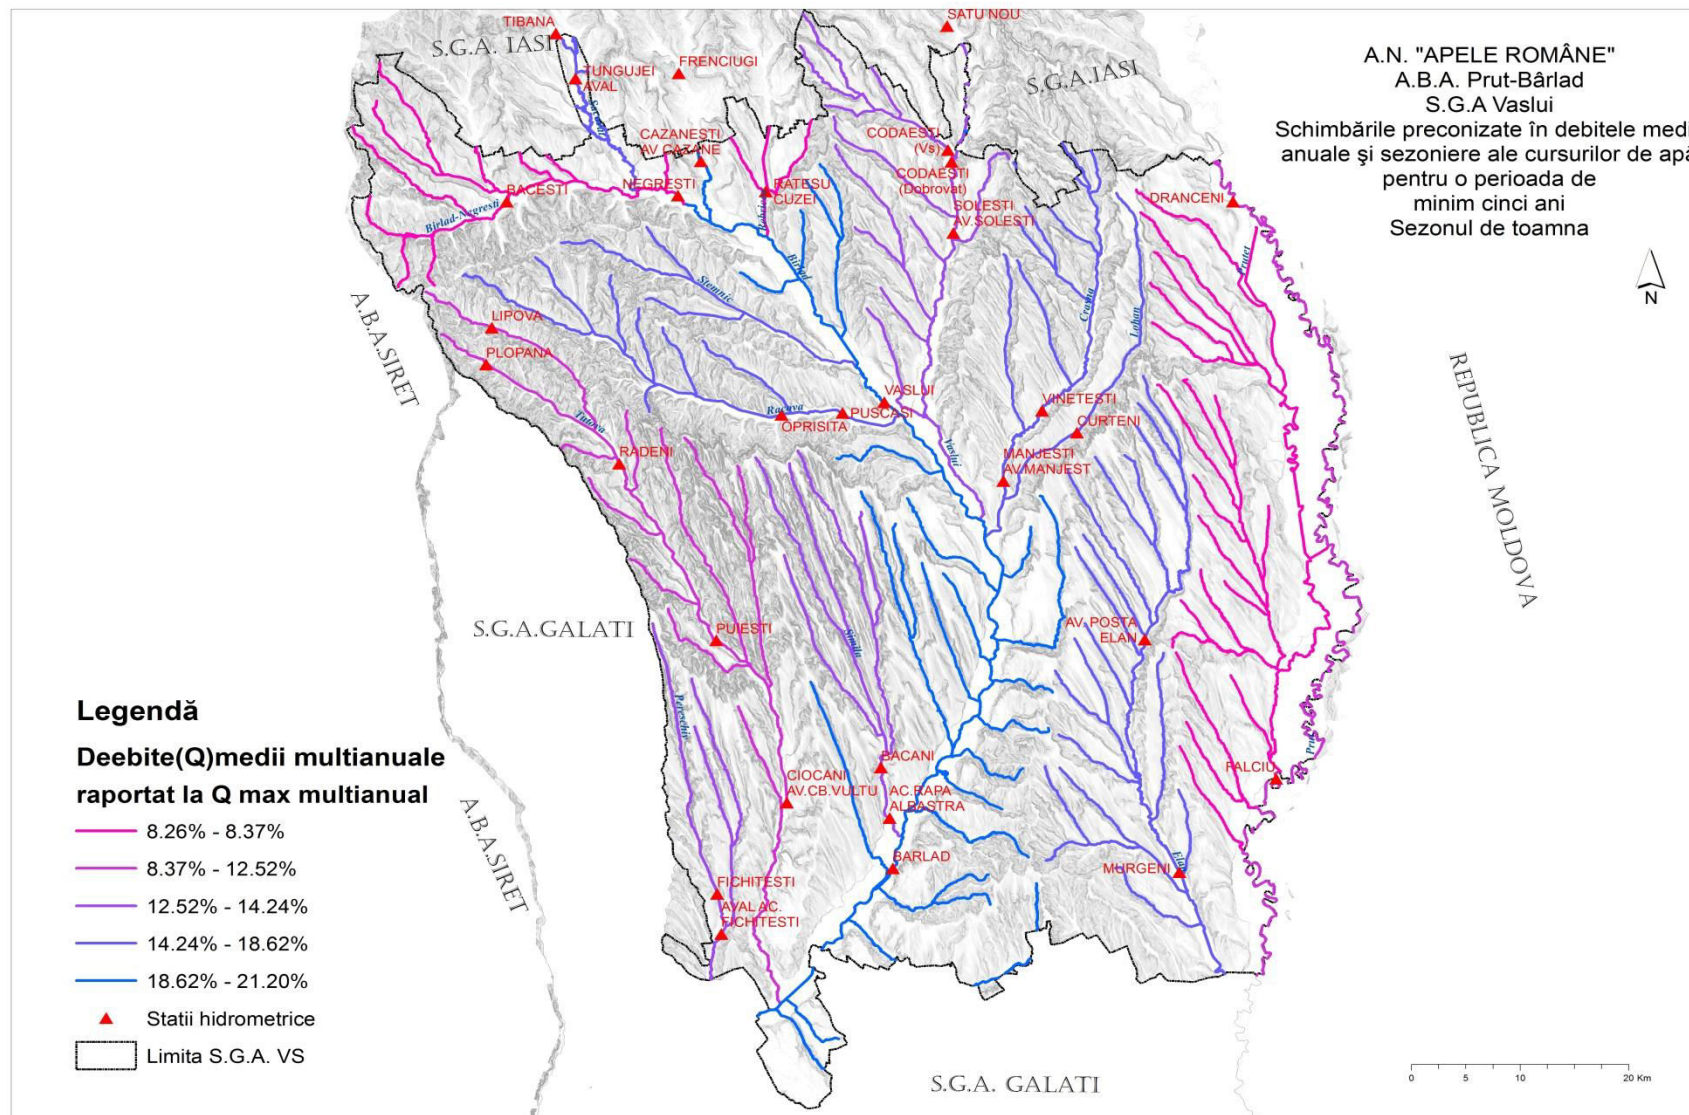 TIBANA
SATU NOU
S.G.A. IASI
S.G.A.IASI
TUNGUJEI
AVAL
FRENCIUGI
A.N. "APELE ROMÂNE"
A.B.A. Prut-Bârlad
S.G.A Vaslui
Schimbările preconizate în debitele medi
anuale şi sezoniere ale cursurilor de apă
pentru o perioada de
minim cinci ani
Sezonul de toamna
N
CAZANESTI
AV CAZANE
CODAESTI
(Vs)
CODAESTI
(Dobrovat)
BACESTI
NEGRESTI
RATESU
CUZEI
SOLESTI
AV.SOLESTI
DRANCENI
Birlad-Negresti
Birlad
Stemnic
Crasna
Lohan
Prutet
A.B.A.SIRET
LIPOVA
PLOPANA
Tutova
RADENI
Racova
OPRISITA
PUSCASI
VASLUI
Vaslui
VINETESTI
CURTENI
MANJESTI
AV.MANJEST
REPUBLICA MOLDOVA
S.G.A.GALATI
PUIESTI
Simila
AV. POSTA
ELAN
Pereschiv
Prut
BACANI
FALCIU
CIOCANI
AV.CB.VULTU
AC.RAPA
ALBASTRA
A.B.A.SIRET
BARLAD
MURGENI
FICHITESTI
AVAL AC.
FICHITESTI
Legendă
Deebite(Q)medii multianuale
raportat la Q max multianual
8.26% - 8.37%
8.37% - 12.52%
12.52% - 14.24%
14.24% - 18.62%
18.62% - 21.20%
Statii hidrometrice
Limita S.G.A. VS
S.G.A. GALATI
0 5 10 20 Km